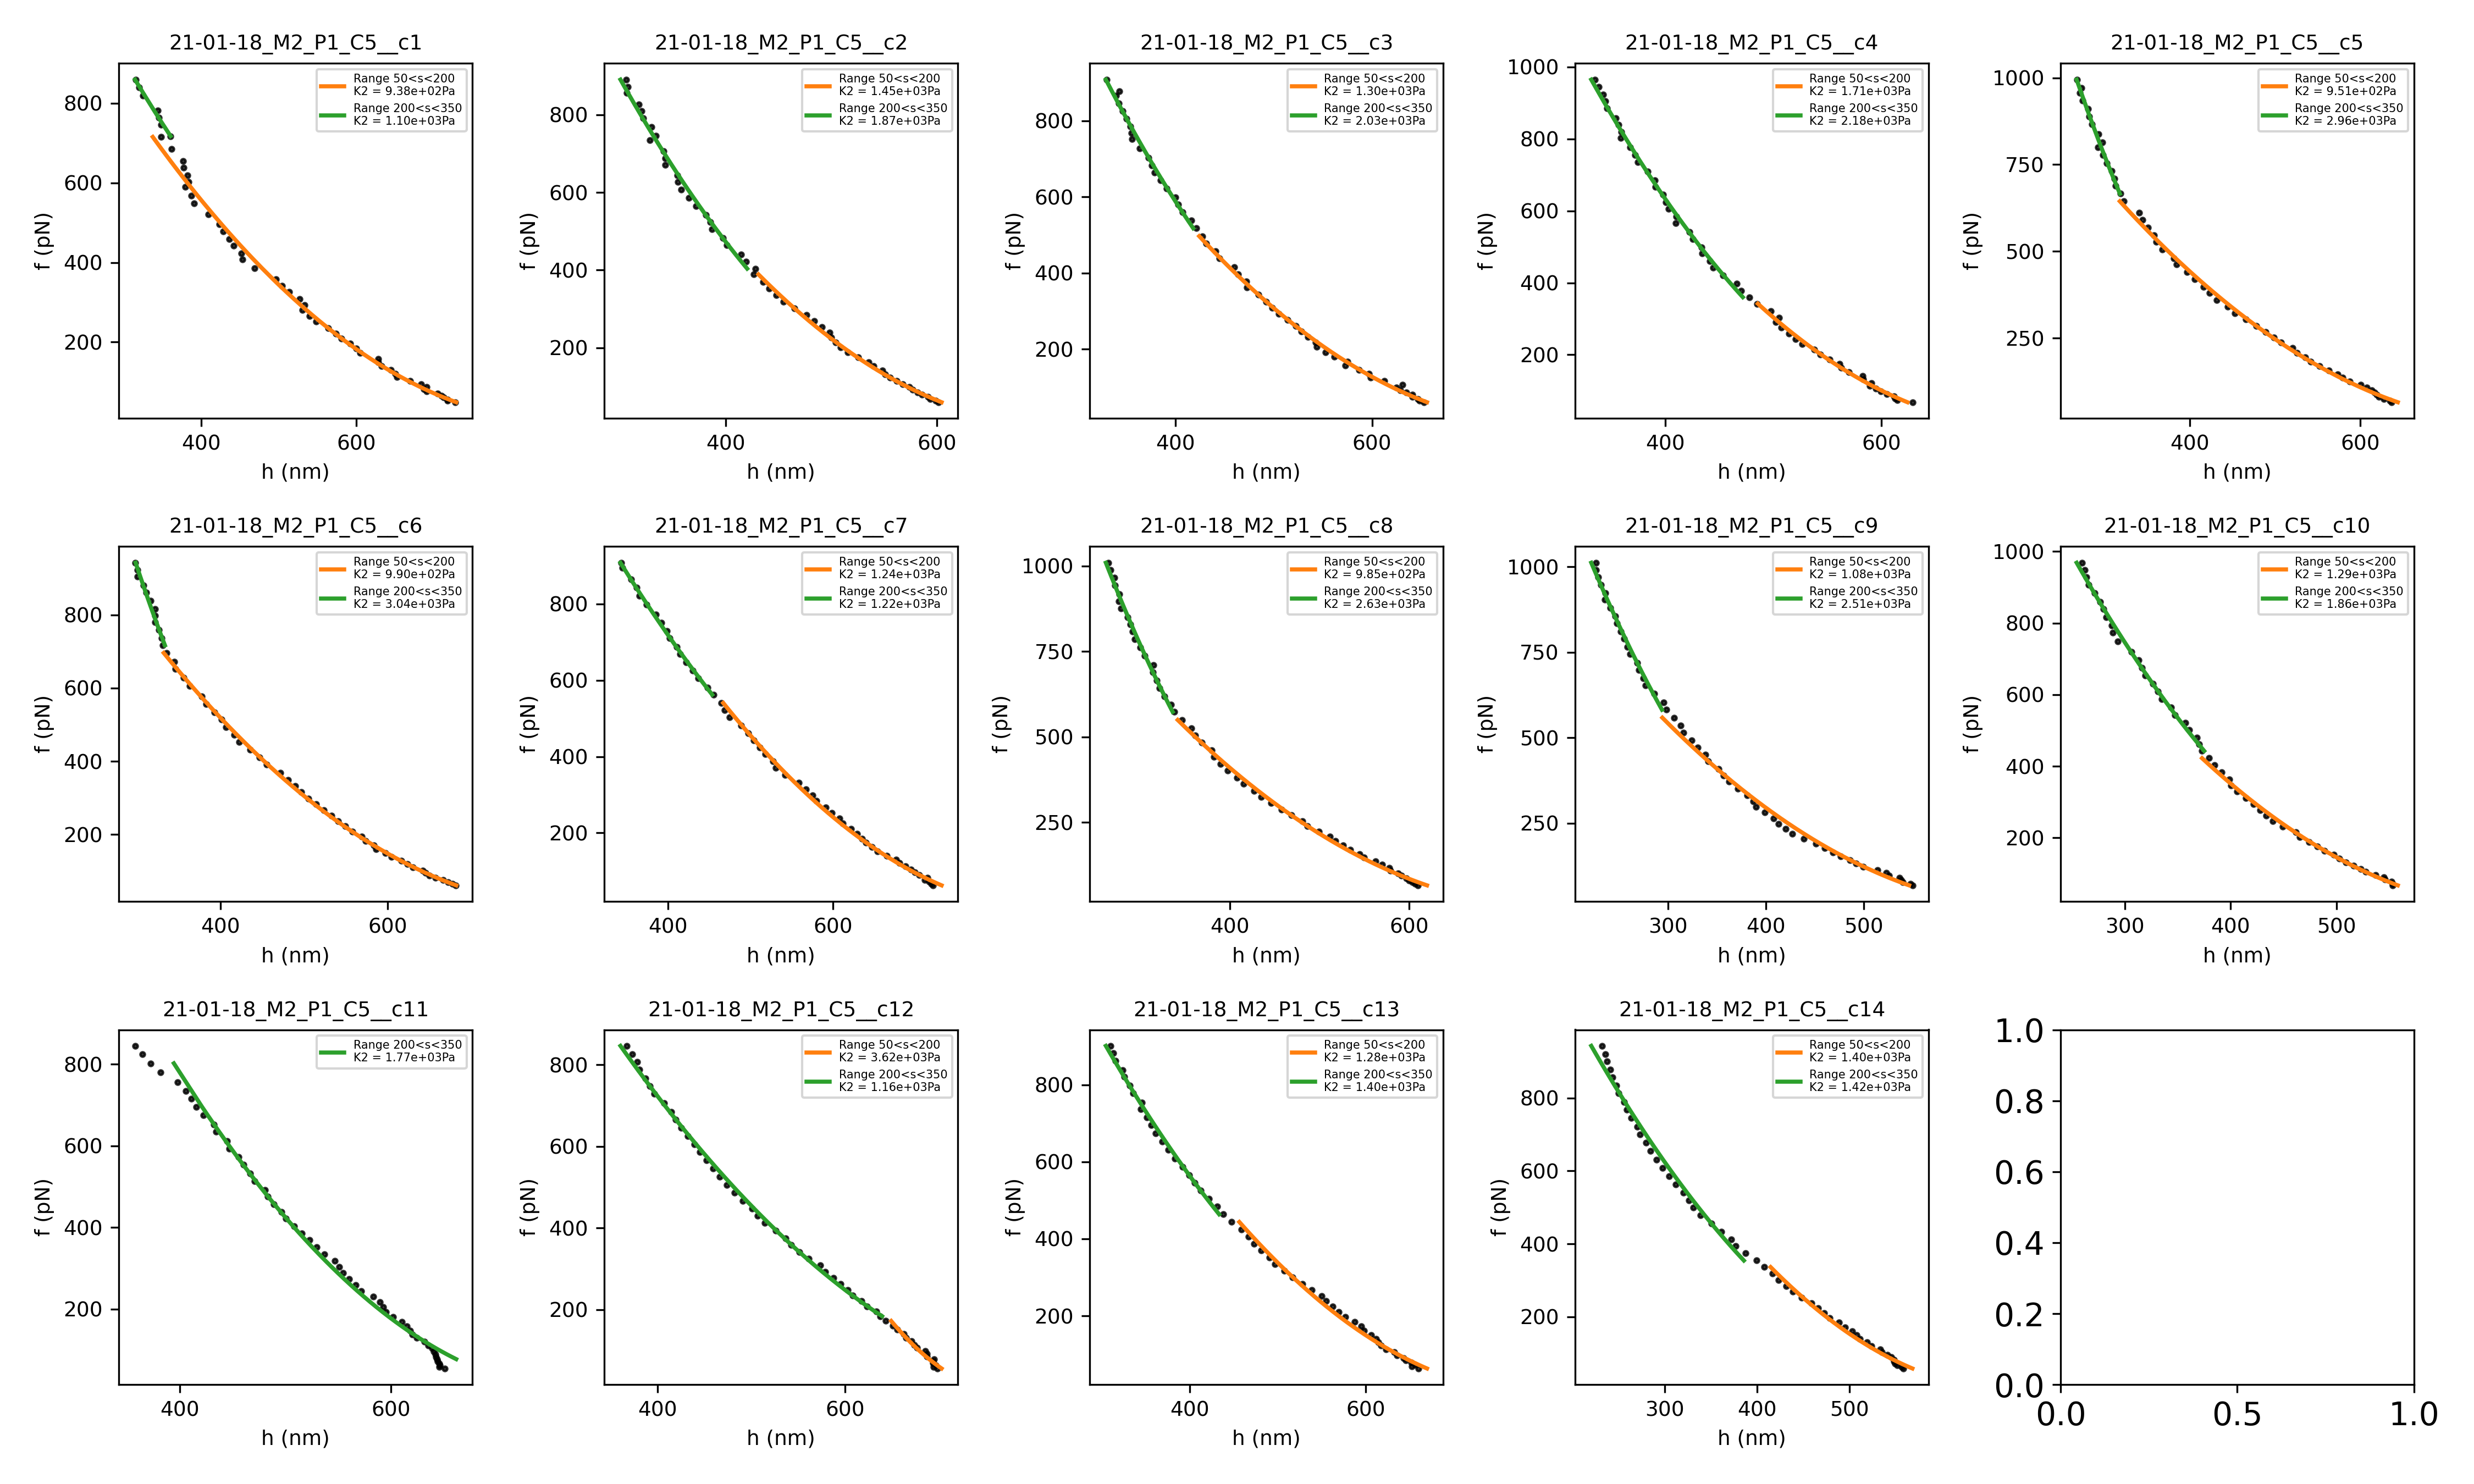 21-01-18_M2_P1_C5__c1
Range 50<s<200
K2 = 9.38e+02Pa
Range 200<s<350
K2 = 1.10e+03Pa
f (pN)
800
600
400
200
400 600
h (nm)
21-01-18_M2_P1_C5__c2
Range 50<s<200
K2 = 1.45e+03Pa
Range 200<s<350
K2 = 1.87e+03Pa
f (pN)
800
600
400
200
400 600
h (nm)
21-01-18_M2_P1_C5__c3
Range 50<s<200
K2 = 1.30e+03Pa
Range 200<s<350
K2 = 2.03e+03Pa
f (pN)
800
600
400
200
400 600
h (nm)
21-01-18_M2_P1_C5__c4
Range 50<s<200
K2 = 1.71e+03Pa
Range 200<s<350
K2 = 2.18e+03Pa
f (pN)
1000
800
600
400
200
400 600
h (nm)
21-01-18_M2_P1_C5__c5
Range 50<s<200
K2 = 9.51e+02Pa
Range 200<s<350
K2 = 2.96e+03Pa
f (pN)
1000
750
500
250
400 600
h (nm)
21-01-18_M2_P1_C5__c6
Range 50<s<200
K2 = 9.90e+02Pa
Range 200<s<350
K2 = 3.04e+03Pa
f (pN)
800
600
400
200
400 600
h (nm)
21-01-18_M2_P1_C5__c7
Range 50<s<200
K2 = 1.24e+03Pa
Range 200<s<350
K2 = 1.22e+03Pa
f (pN)
800
600
400
200
400 600
h (nm)
21-01-18_M2_P1_C5__c8
Range 50<s<200
K2 = 9.85e+02Pa
Range 200<s<350
K2 = 2.63e+03Pa
f (pN)
1000
750
500
250
400 600
h (nm)
21-01-18_M2_P1_C5__c9
Range 50<s<200
K2 = 1.08e+03Pa
Range 200<s<350
K2 = 2.51e+03Pa
f (pN)
1000
750
500
250
300 400 500
h (nm)
21-01-18_M2_P1_C5__c10
Range 50<s<200
K2 = 1.29e+03Pa
Range 200<s<350
K2 = 1.86e+03Pa
f (pN)
1000
800
600
400
200
300 400 500
h (nm)
21-01-18_M2_P1_C5__c11
Range 200<s<350
K2 = 1.77e+03Pa
f (pN)
800
600
400
200
400 600
h (nm)
21-01-18_M2_P1_C5__c12
Range 50<s<200
K2 = 3.62e+03Pa
Range 200<s<350
K2 = 1.16e+03Pa
f (pN)
800
600
400
200
400 600
h (nm)
21-01-18_M2_P1_C5__c13
Range 50<s<200
K2 = 1.28e+03Pa
Range 200<s<350
K2 = 1.40e+03Pa
f (pN)
800
600
400
200
400 600
h (nm)
21-01-18_M2_P1_C5__c14
Range 50<s<200
K2 = 1.40e+03Pa
Range 200<s<350
K2 = 1.42e+03Pa
f (pN)
800
600
400
200
300 400 500
h (nm)
1.0
0.8
0.6
0.4
0.2
0.0
0.0 0.5 1.0